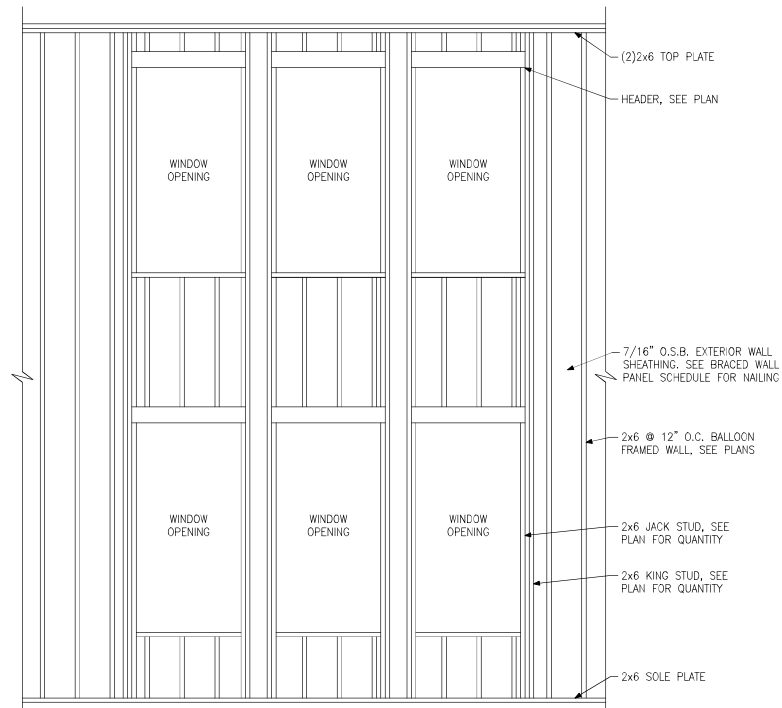 (2)2x6 TOP PLATE
HEADER, SEE PLAN
WINDOW
OPENING
WINDOW
OPENING
WINDOW
OPENING
7/16" O.S.B. EXTERIOR WALL
SHEATHING. SEE BRACED WALL
PANEL SCHEDULE FOR NAILING
2x6 @ 12" O.C. BALLOON
FRAMED WALL, SEE PLANS
WINDOW
OPENING
WINDOW
OPENING
WINDOW
OPENING
2x6 JACK STUD, SEE
PLAN FOR QUANTITY
2x6 KING STUD, SEE
PLAN FOR QUANTITY
2x6 SOLE PLATE